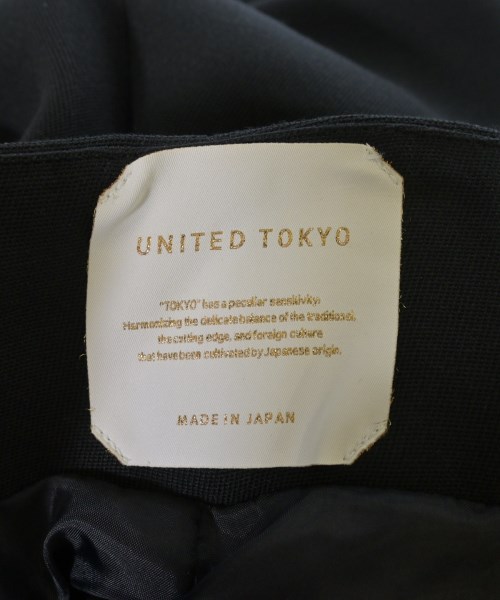 UNITED TOKYO
"TOKYO" has a peculiar sensitivity.
Harmonizing the delicate balance of the traditional,
the cutting edge, and foreign culture
that have been cultivated by Japanese origin.
MADE IN JAPAN